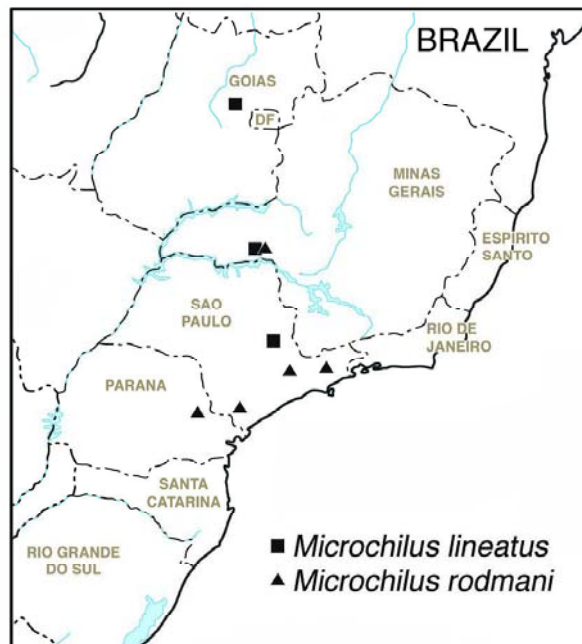 BRAZIL
GOIAS
DF
MINAS
GERAIS
ESPIRITO
SANTO
SAO
PAULO
RIO DE
JANEIRO
PARANA
SANTA
CATARINA
RIO GRANDE
DO SUL
Microchilus lineatus
Microchilus rodmani